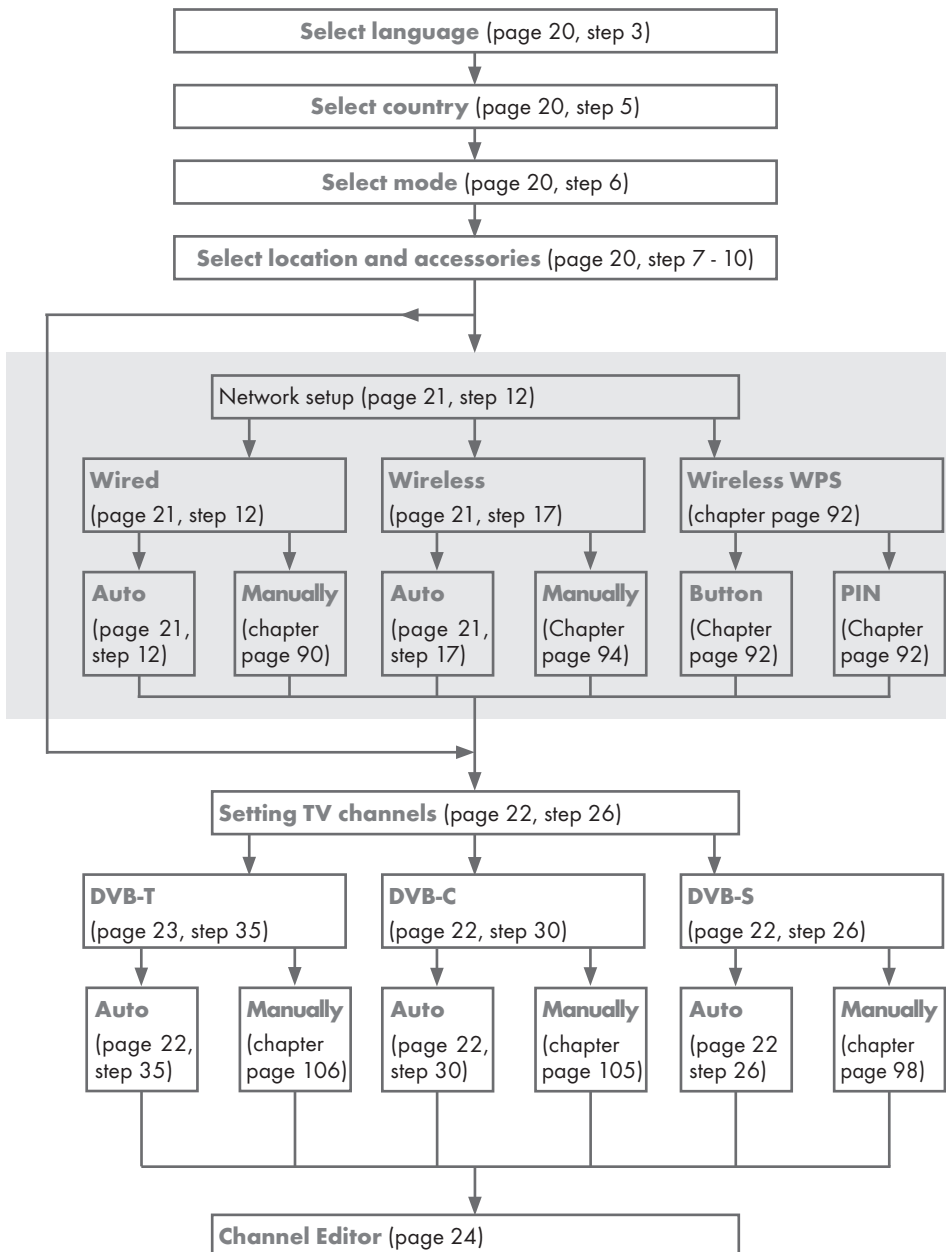 Select language (page 20, step 3)
Select country (page 20, step 5)
Select mode (page 20, step 6)
Select location and accessories (page 20, step 7 - 10)
Network setup (page 21, step 12)
Wired
(page 21, step 12)
Wireless
(page 21, step 17)
Wireless WPS
(chapter page 92)
Auto
(page 21,
step 12)
Manually
(chapter
page 90)
Auto
(page 21,
step 17)
Manually
(Chapter
page 94)
Button
(Chapter
page 92)
PIN
(Chapter
page 92)
Setting TV channels (page 22, step 26)
DVB-T
(page 23, step 35)
DVB-C
(page 22, step 30)
DVB-S
(page 22, step 26)
Auto
(page 22,
step 35)
Manually
(chapter
page 106)
Auto
(page 22,
step 30)
Manually
(chapter
page 105)
Auto
(page 22
step 26)
Manually
(chapter
page 98)
Channel Editor (page 24)